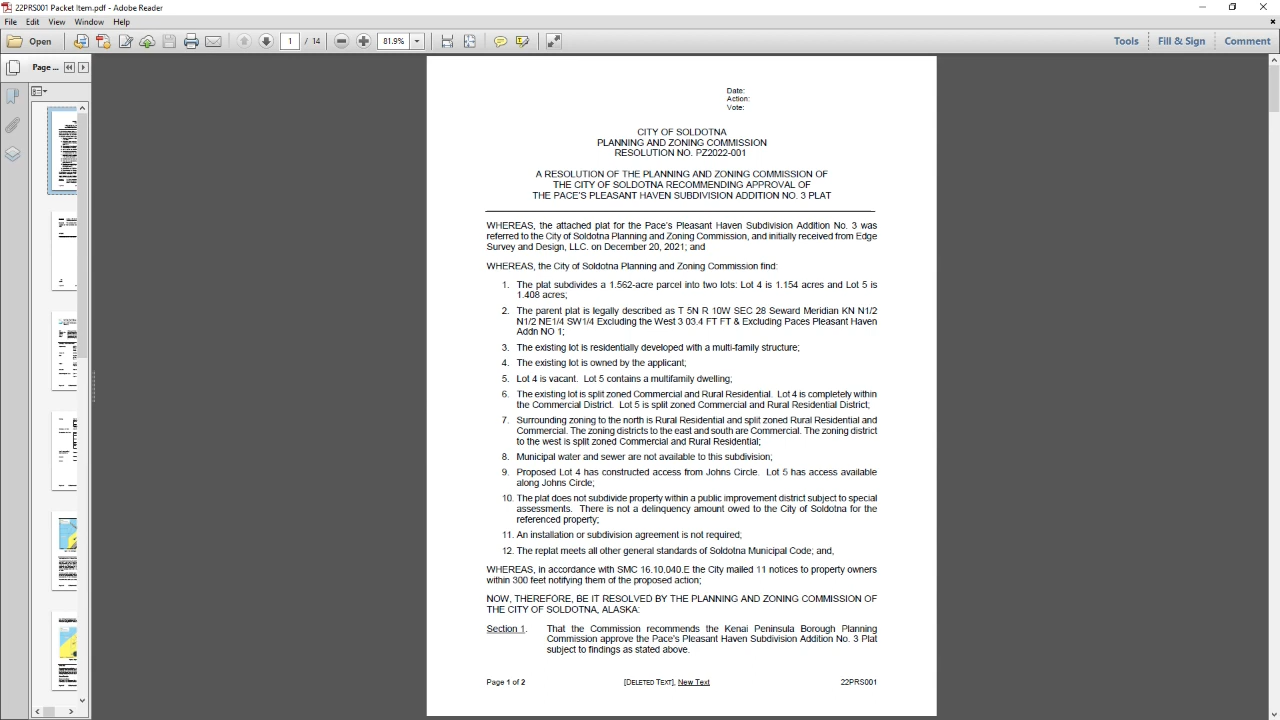 22PRS001 Packet Item.pdf - Adobe Reader
File Edit View Window Help
Open 1 / 14 81.9% Tools Fill & Sign Comment
Page ...
Date:
Action:
Vote:
CITY OF SOLDOTNA
PLANNING AND ZONING COMMISSION
RESOLUTION NO. PZ2022-001
A RESOLUTION OF THE PLANNING AND ZONING COMMISSION OF
THE CITY OF SOLDOTNA RECOMMENDING APPROVAL OF
THE PACE'S PLEASANT HAVEN SUBDIVISION ADDITION NO. 3 PLAT
WHEREAS, the attached plat for the Pace's Pleasant Haven Subdivision Addition No. 3 was
referred to the City of Soldotna Planning and Zoning Commission, and initially received from Edge
Survey and Design, LLC. on December 20, 2021; and
WHEREAS, the City of Soldotna Planning and Zoning Commission find:
1. The plat subdivides a 1.562-acre parcel into two lots: Lot 4 is 1.154 acres and Lot 5 is
1.408 acres;
2. The parent plat is legally described as T 5N R 10W SEC 28 Seward Meridian KN N1/2
N1/2 NE1/4 SW1/4 Excluding the West 3 03.4 FT FT & Excluding Paces Pleasant Haven
Addn NO 1;
3. The existing lot is residentially developed with a multi-family structure;
4. The existing lot is owned by the applicant;
5. Lot 4 is vacant. Lot 5 contains a multifamily dwelling;
6. The existing lot is split zoned Commercial and Rural Residential. Lot 4 is completely within
the Commercial District. Lot 5 is split zoned Commercial and Rural Residential District;
7. Surrounding zoning to the north is Rural Residential and split zoned Rural Residential and
Commercial. The zoning districts to the east and south are Commercial. The zoning district
to the west is split zoned Commercial and Rural Residential;
8. Municipal water and sewer are not available to this subdivision;
9. Proposed Lot 4 has constructed access from Johns Circle. Lot 5 has access available
along Johns Circle;
10. The plat does not subdivide property within a public improvement district subject to special
assessments. There is not a delinquency amount owed to the City of Soldotna for the
referenced property;
11. An installation or subdivision agreement is not required;
12. The replat meets all other general standards of Soldotna Municipal Code; and,
WHEREAS, in accordance with SMC 16.10.040.E the City mailed 11 notices to property owners
within 300 feet notifying them of the proposed action;
NOW, THEREFORE, BE IT RESOLVED BY THE PLANNING AND ZONING COMMISSION OF
THE CITY OF SOLDOTNA, ALASKA:
Section 1. That the Commission recommends the Kenai Peninsula Borough Planning
Commission approve the Pace's Pleasant Haven Subdivision Addition No. 3 Plat
subject to findings as stated above.
Page 1 of 2 [DELETED TEXT], New Text 22PRS001